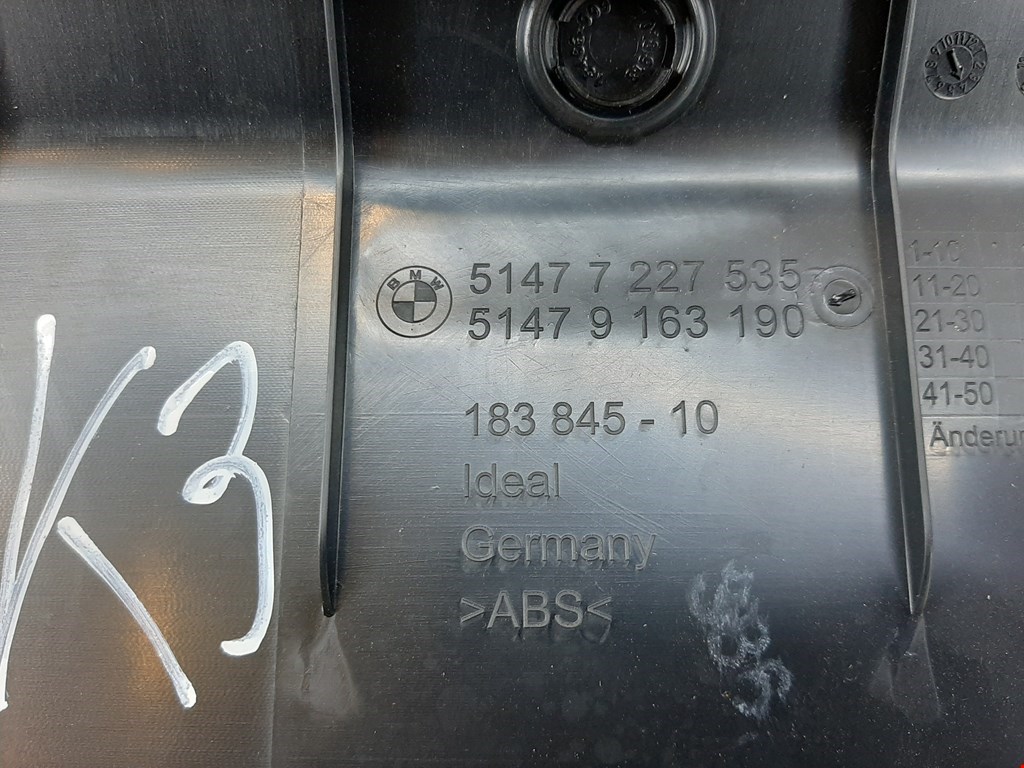 BMW
5147 7 227 535
5147 9 163 190
183 845 - 10
Ideal
Germany
>ABS<
1-10
11-20
21-30
31-40
41-50
K3